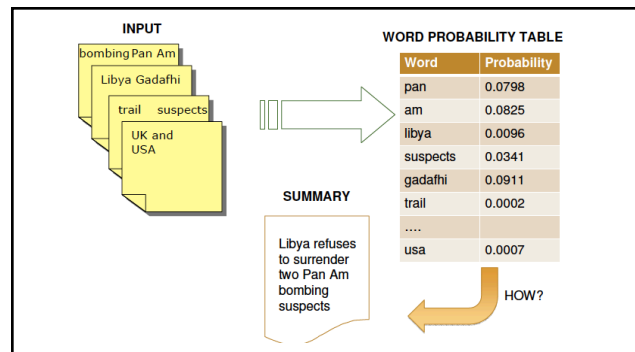 INPUT
bombing Pan Am
Libya Gadafhi
trail suspects
UK and
USA
WORD PROBABILITY TABLE
Word Probability
pan 0.0798
am 0.0825
libya 0.0096
suspects 0.0341
gadafhi 0.0911
trail 0.0002
....
usa 0.0007
SUMMARY
Libya refuses
to surrender
two Pan Am
bombing
suspects
HOW?